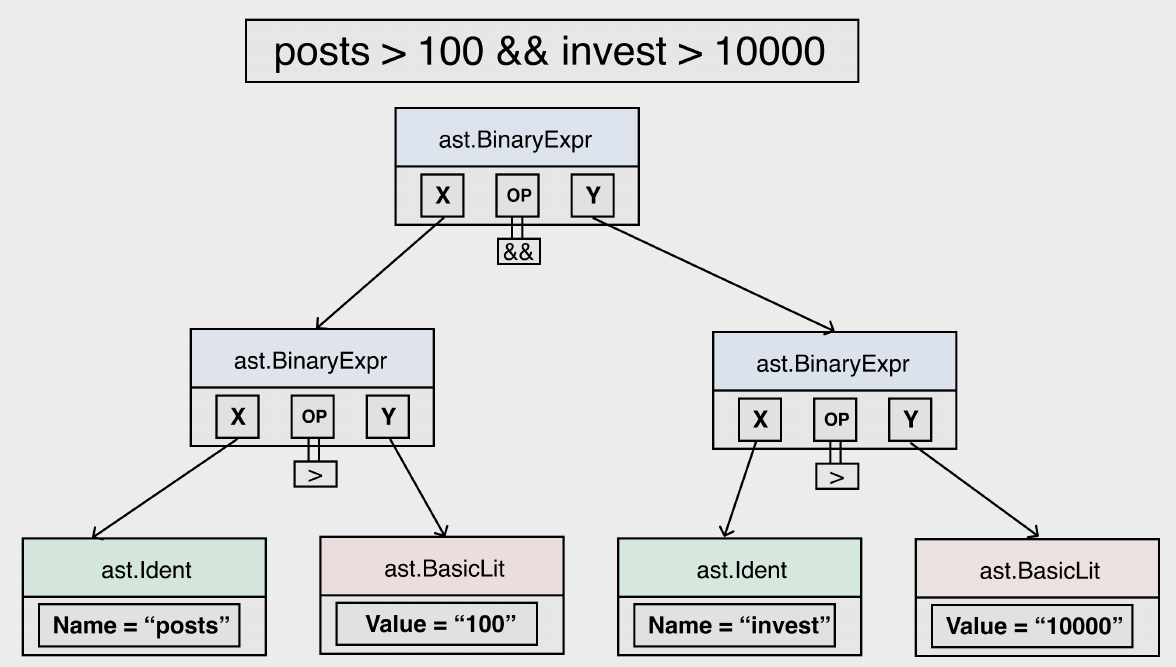 posts > 100 && invest > 10000
ast.BinaryExpr
X OP Y
&&
ast.BinaryExpr
X OP Y
>
ast.BinaryExpr
X OP Y
>
ast.Ident
Name = “posts”
ast.BasicLit
Value = “100”
ast.Ident
Name = “invest”
ast.BasicLit
Value = “10000”